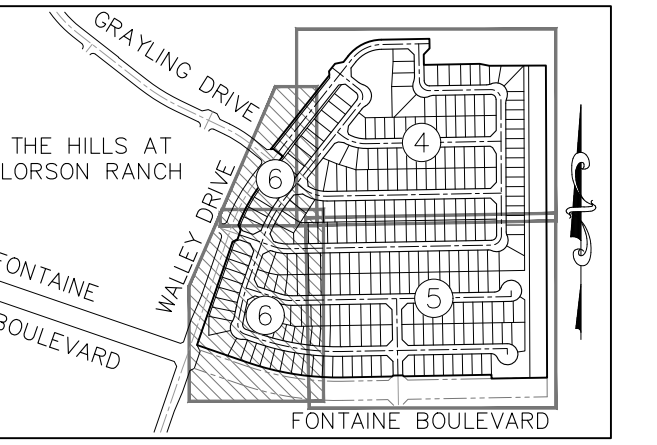 GRAYLING DRIVE
THE HILLS AT
LORSON RANCH
WALLEY DRIVE
FONTAINE
BOULEVARD
4
6
5
6
FONTAINE BOULEVARD